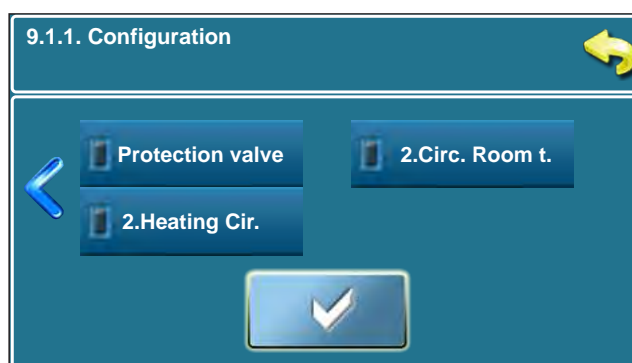 9.1.1. Configuration
Protection valve
2.Circ. Room t.
2.Heating Cir.